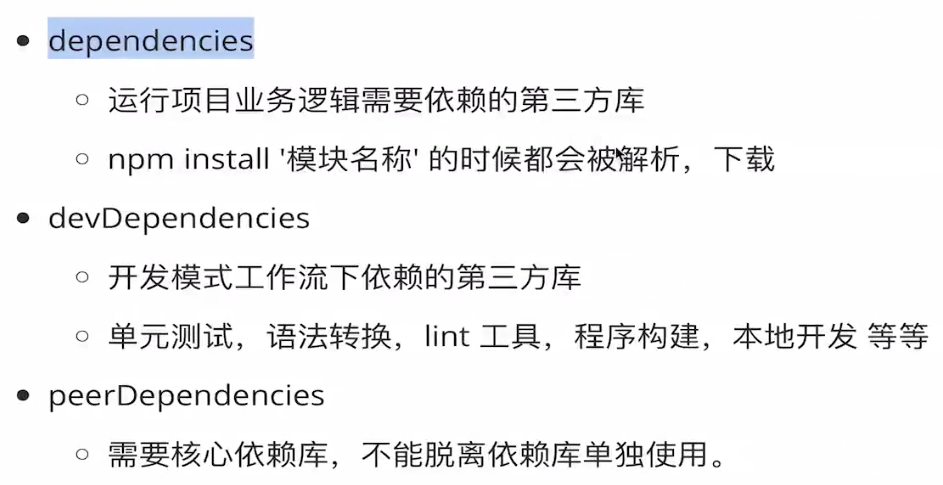 dependencies
运行项目业务逻辑需要依赖的第三方库
npm install '模块名称' 的时候都会被解析，下载
devDependencies
开发模式工作流下依赖的第三方库
单元测试，语法转换，lint 工具，程序构建，本地开发 等等
peerDependencies
需要核心依赖库，不能脱离依赖库单独使用。